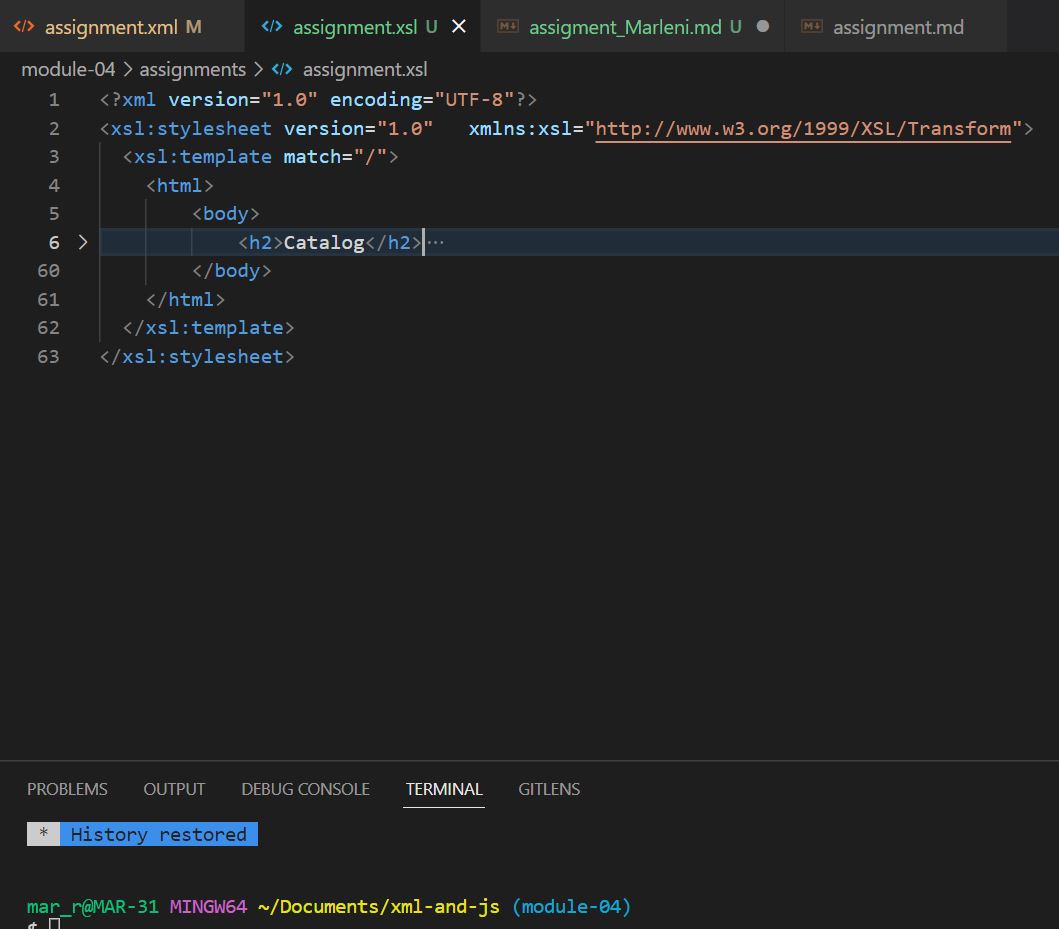 assignment.xml M assignment.xsl U assigment_Marleni.md U assignment.md
module-04 > assignments > assignment.xsl
1 <?xml version="1.0" encoding="UTF-8"?>
2 <xsl:stylesheet version="1.0"   xmlns:xsl="http://www.w3.org/1999/XSL/Transform">
3   <xsl:template match="/">
4     <html>
5         <body>
6             <h2>Catalog</h2>···
60         </body>
61     </html>
62   </xsl:template>
63 </xsl:stylesheet>
PROBLEMS OUTPUT DEBUG CONSOLE TERMINAL GITLENS
* History restored
mar_r@MAR-31 MINGW64 ~/Documents/xml-and-js (module-04)
$